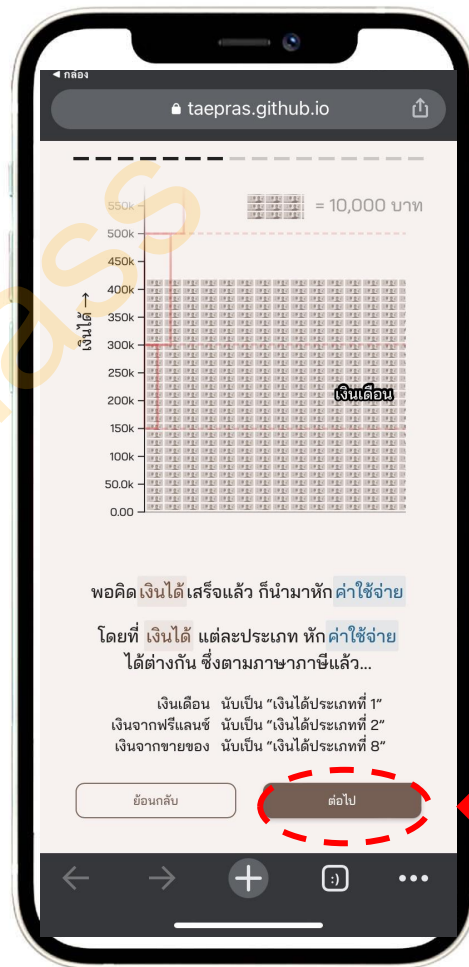 ◀ กล่อง
taepras.github.io
550k
= 10,000 บาท
500k
450k
400k
350k
300k
250k
200k
150k
100k
50.0k
0.00
เงินได้ →
เงินเดือน
พอคิด เงินได้ เสร็จแล้ว ก็นำมาหัก ค่าใช้จ่าย
โดยที่ เงินได้ แต่ละประเภท หัก ค่าใช้จ่าย
ได้ต่างกัน ซึ่งตามภาษาภาษีแล้ว...
เงินเดือน นับเป็น “เงินได้ประเภทที่ 1”
เงินจากฟรีแลนซ์ นับเป็น “เงินได้ประเภทที่ 2”
เงินจากขายของ นับเป็น “เงินได้ประเภทที่ 8”
ย้อนกลับ
ต่อไป
:)